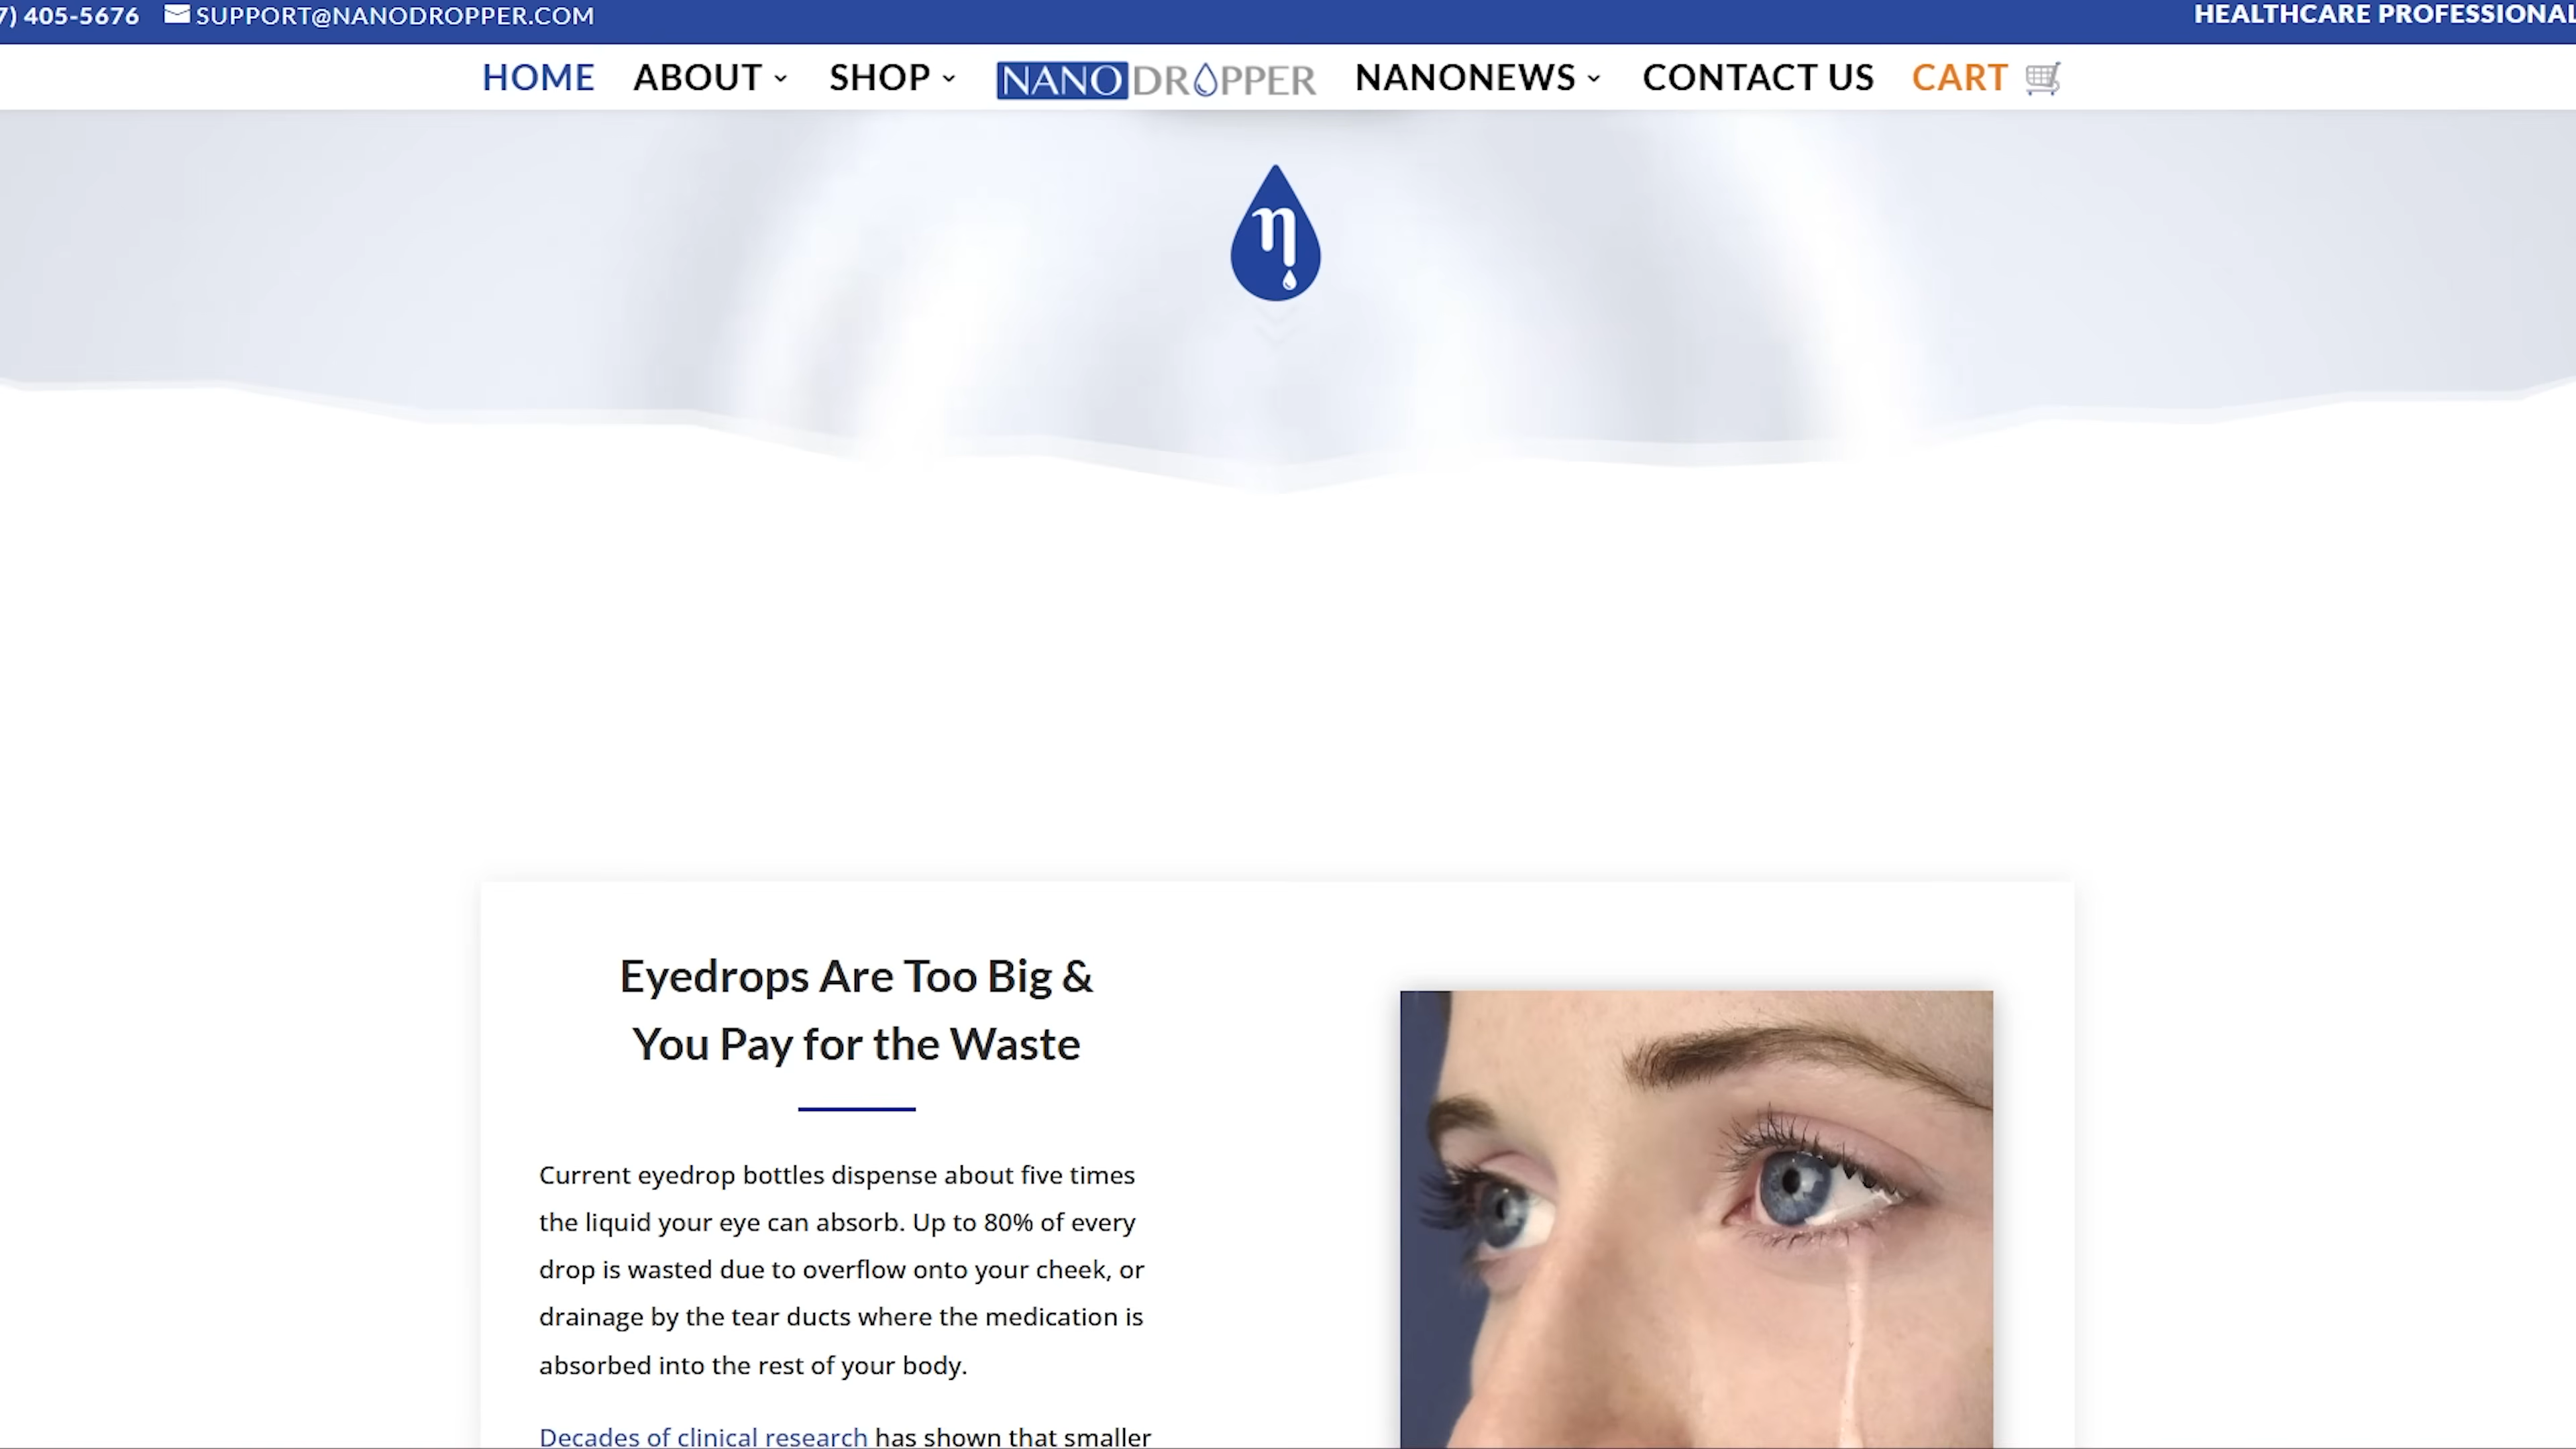 7) 405-5676 SUPPORT@NANODROPPER.COM HEALTHCARE PROFESSIONAL
HOME ABOUT SHOP NANODROPPER NANONEWS CONTACT US CART
η
Eyedrops Are Too Big &
You Pay for the Waste
Current eyedrop bottles dispense about five times
the liquid your eye can absorb. Up to 80% of every
drop is wasted due to overflow onto your cheek, or
drainage by the tear ducts where the medication is
absorbed into the rest of your body.
Decades of clinical research has shown that smaller